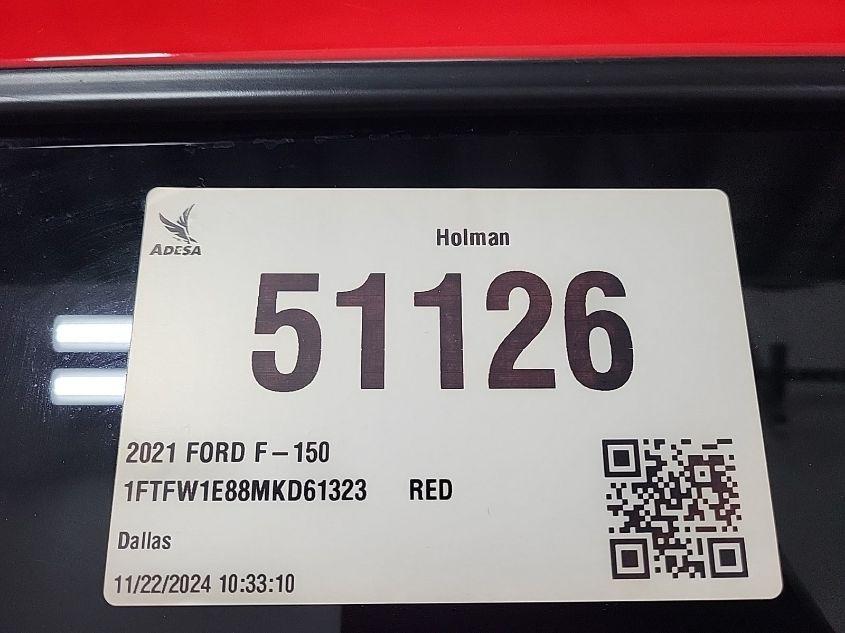 ADESA
Holman
51126
2021 FORD F-150
1FTFW1E88MKD61323 RED
Dallas
11/22/2024 10:33:10